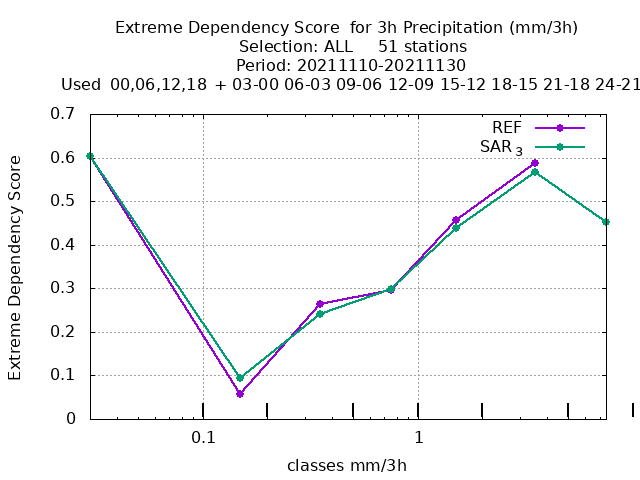 Extreme Dependency Score  for 3h Precipitation (mm/3h)
Selection: ALL     51 stations
Period: 20211110-20211130
Used  00,06,12,18  + 03-00 06-03 09-06 12-09 15-12 18-15 21-18 24-21
0.7
0.6
0.5
0.4
0.3
0.2
0.1
0
Extreme Dependency Score
REF
SAR 3
0.1
1
classes mm/3h